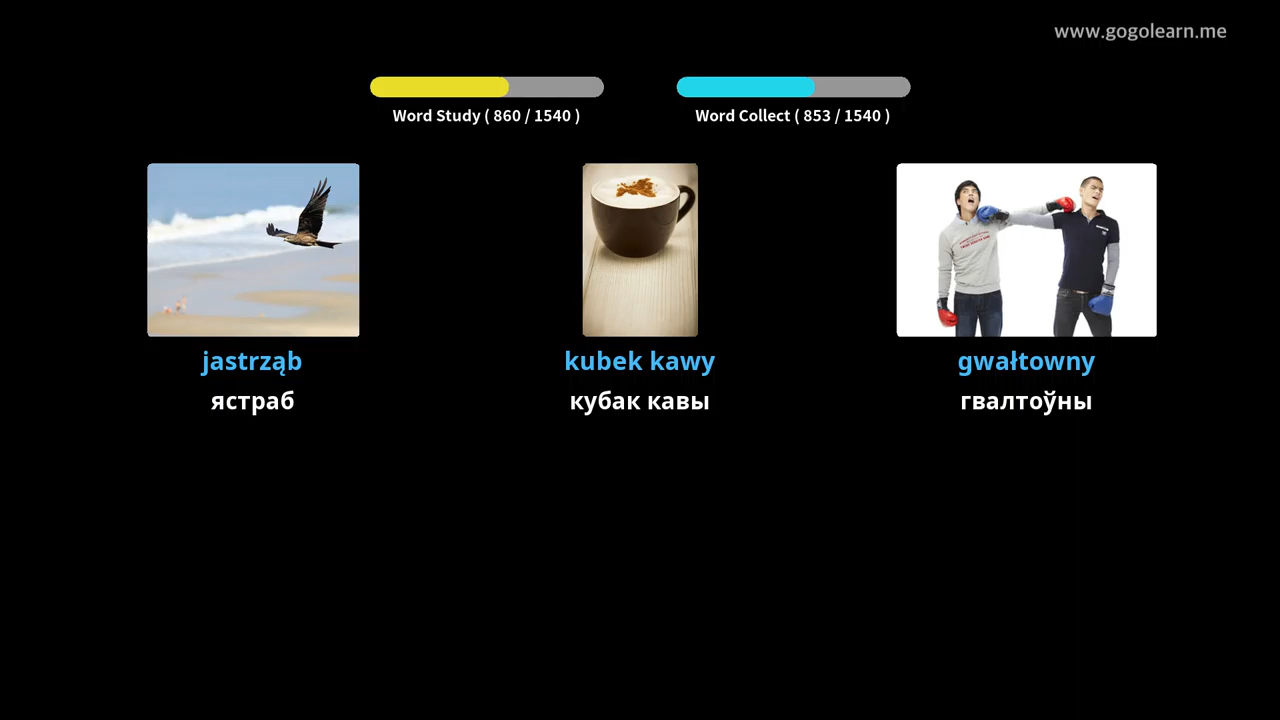 www.gogolearn.me
Word Study ( 860 / 1540 )
Word Collect ( 853 / 1540 )
jastrząb
ястраб
kubek kawy
кубак кавы
gwałtowny
гвалтоўны